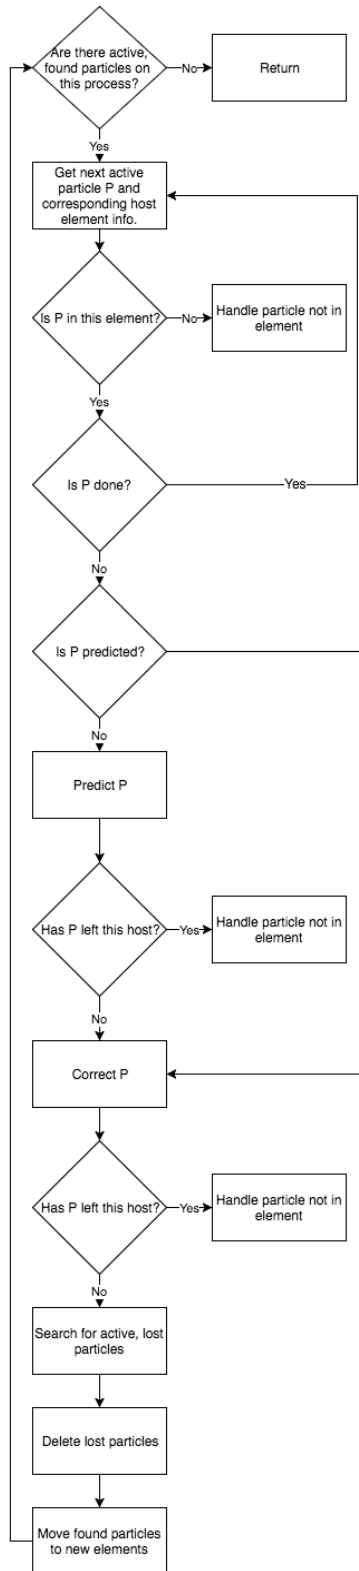 Are there active,
found particles on
this process?
No
Return
Yes
Get next active
particle P and
corresponding host
element info.
Is P in this element?
No
Handle particle not in
element
Yes
Is P done?
Yes
No
Is P predicted?
No
Predict P
Has P left this host?
Yes
Handle particle not in
element
No
Correct P
Has P left this host?
Yes
Handle particle not in
element
No
Search for active, lost
particles
Delete lost particles
Move found particles
to new elements